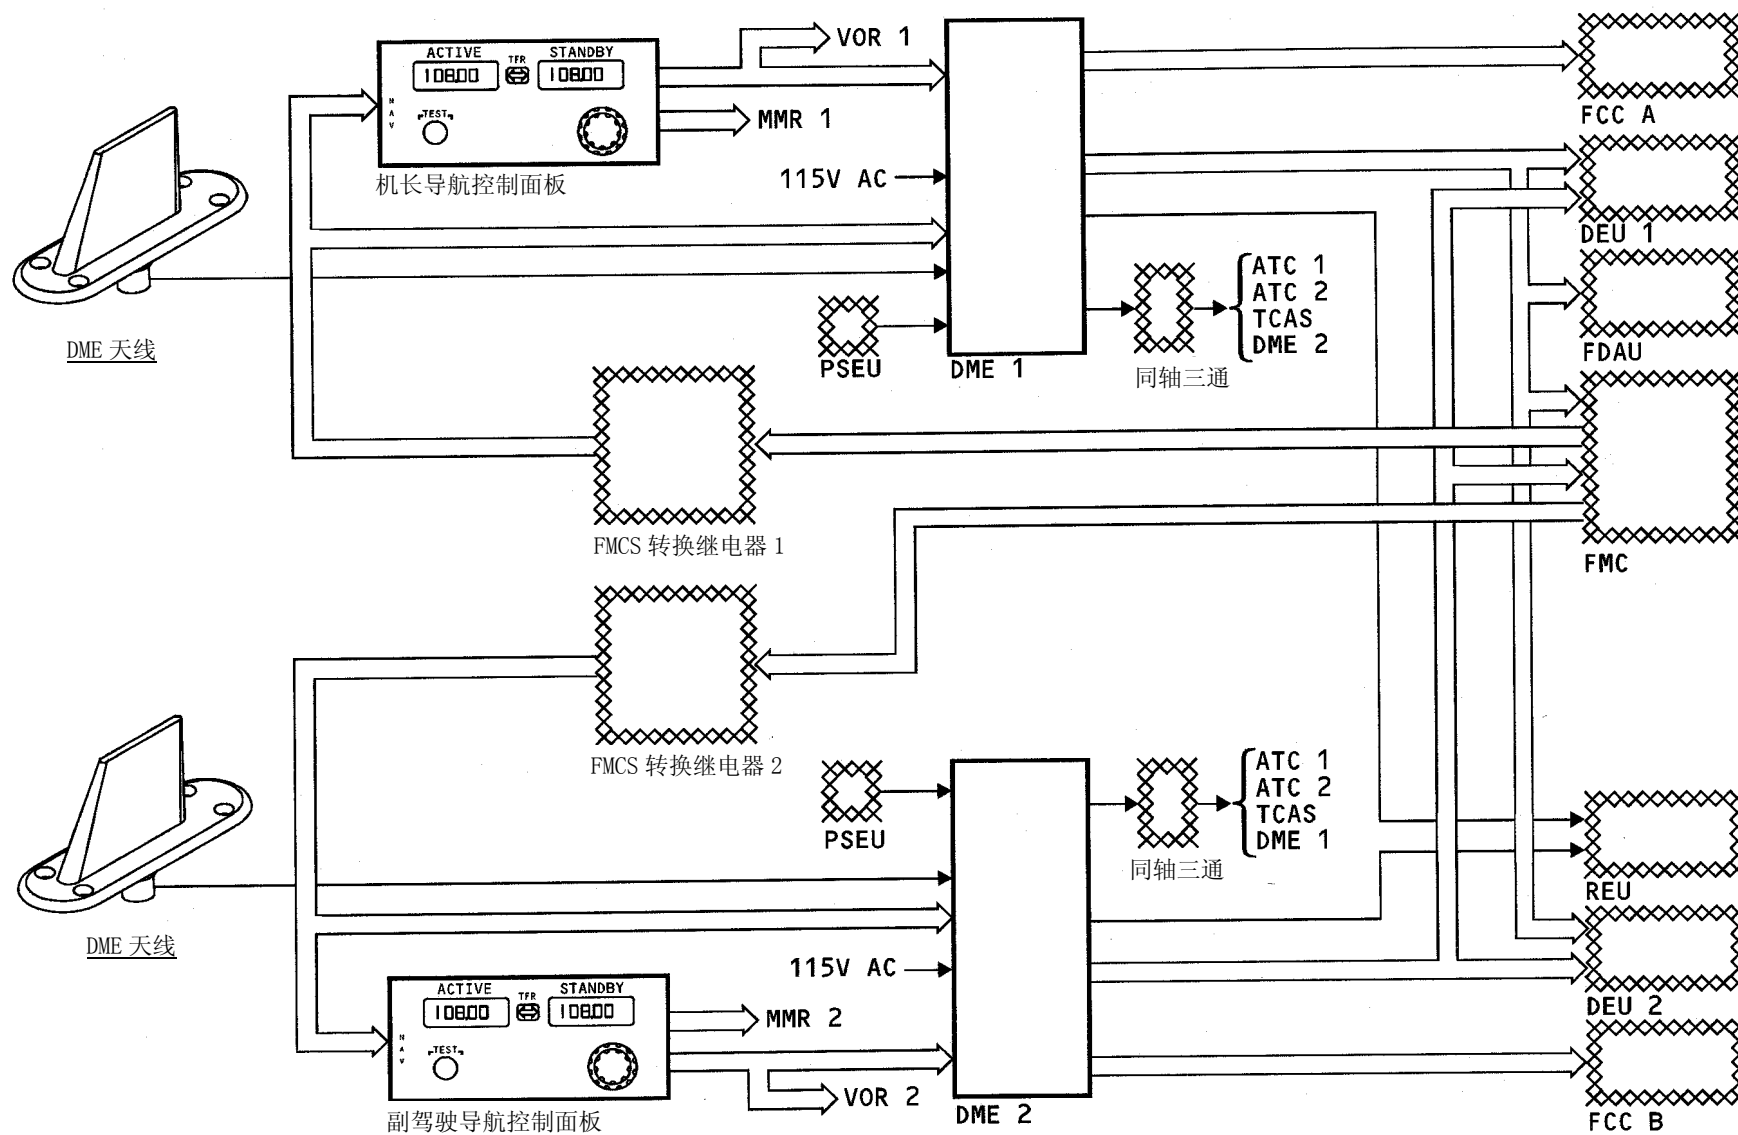 VOR 1
ACTIVE
TFR
STANDBY
108.00
108.00
NAV
TEST
MMR 1
机长导航控制面板
115V AC
FCC A
DEU 1
ATC 1
ATC 2
TCAS
DME 2
FDAU
DME 天线
PSEU
DME 1
同轴三通
FMCS 转换继电器 1
FMC
FMCS 转换继电器 2
PSEU
ATC 1
ATC 2
TCAS
DME 1
同轴三通
REU
DME 天线
115V AC
ACTIVE
TFR
STANDBY
108.00
108.00
NAV
TEST
MMR 2
DEU 2
VOR 2
副驾驶导航控制面板
DME 2
FCC B